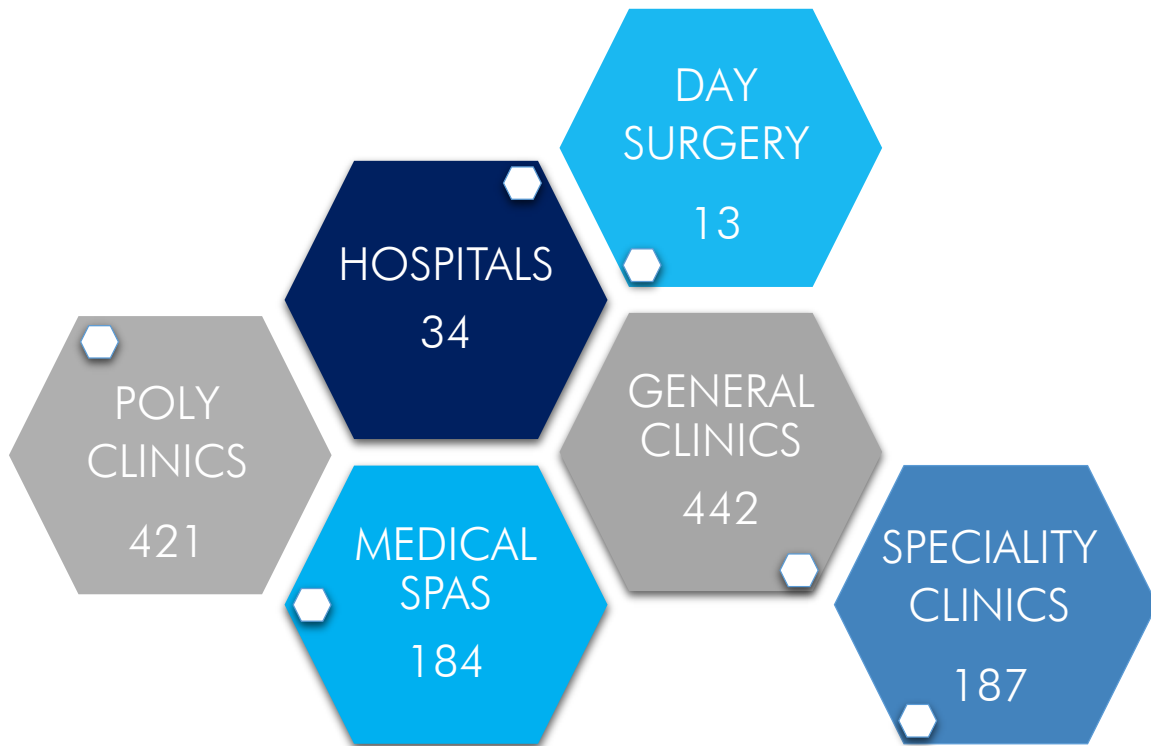 DAY
SURGERY
13
HOSPITALS
34
POLY
CLINICS
421
GENERAL
CLINICS
442
MEDICAL
SPAS
184
SPECIALITY
CLINICS
187